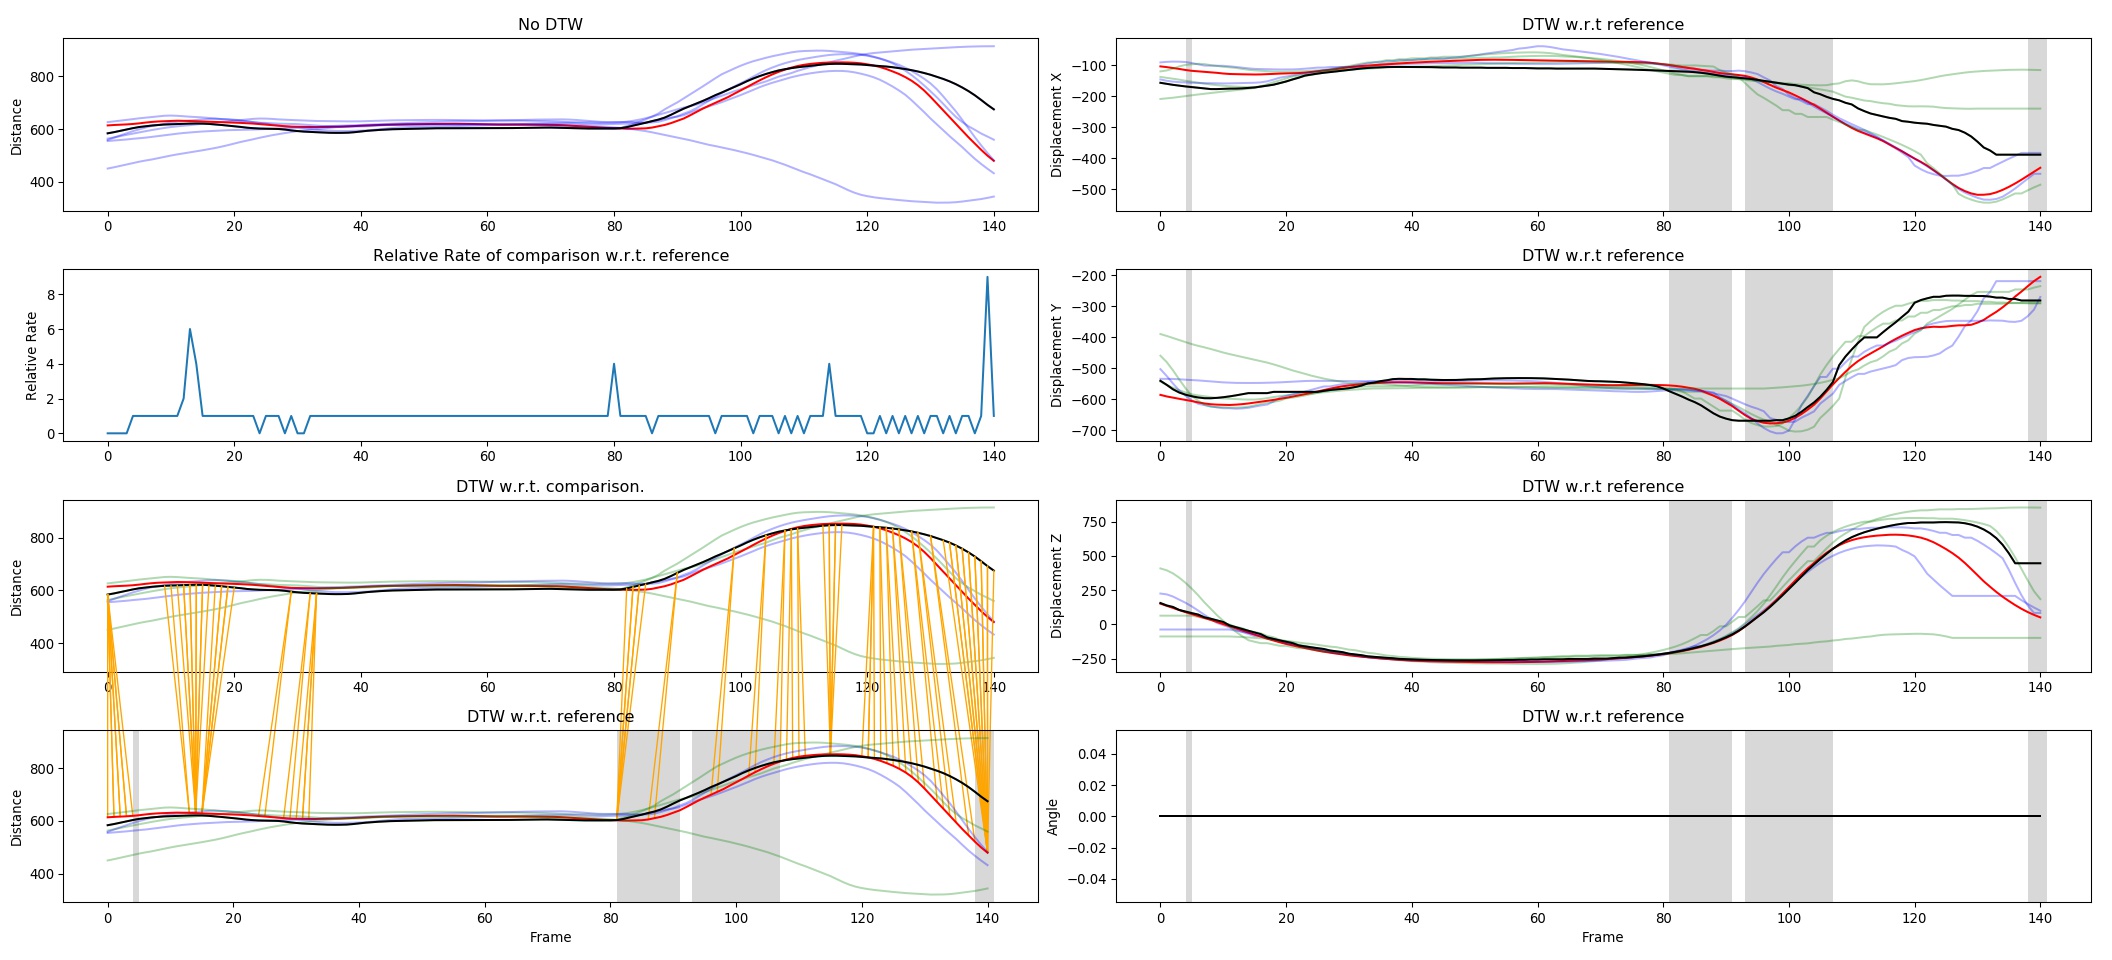 No DTW
Distance
800
600
400
0 20 40 60 80 100 120 140
Relative Rate of comparison w.r.t. reference
Relative Rate
8
6
4
2
0
0 20 40 60 80 100 120 140
DTW w.r.t. comparison.
Distance
800
600
400
0 20 40 60 80 100 120 140
DTW w.r.t. reference
Distance
800
600
400
0 20 40 60 80 100 120 140
Frame
DTW w.r.t reference
Displacement X
−100
−200
−300
−400
−500
0 20 40 60 80 100 120 140
DTW w.r.t reference
Displacement Y
−200
−300
−400
−500
−600
−700
0 20 40 60 80 100 120 140
DTW w.r.t reference
Displacement Z
750
500
250
0
−250
0 20 40 60 80 100 120 140
DTW w.r.t reference
Angle
0.04
0.02
0.00
−0.02
−0.04
0 20 40 60 80 100 120 140
Frame